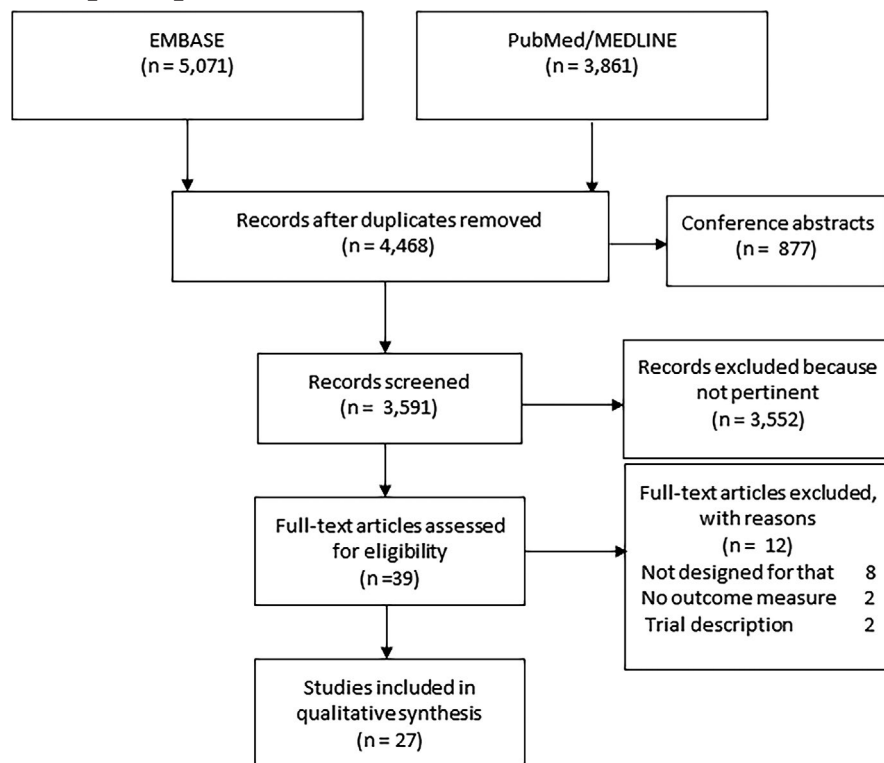 EMBASE
(n = 5,071)
PubMed/MEDLINE
(n = 3,861)
Records after duplicates removed
(n = 4,468)
Conference abstracts
(n = 877)
Records screened
(n = 3,591)
Records excluded because
not pertinent
(n = 3,552)
Full-text articles assessed
for eligibility
(n =39)
Full-text articles excluded,
with reasons
(n = 12)
Not designed for that 8
No outcome measure 2
Trial description 2
Studies included in
qualitative synthesis
(n = 27)